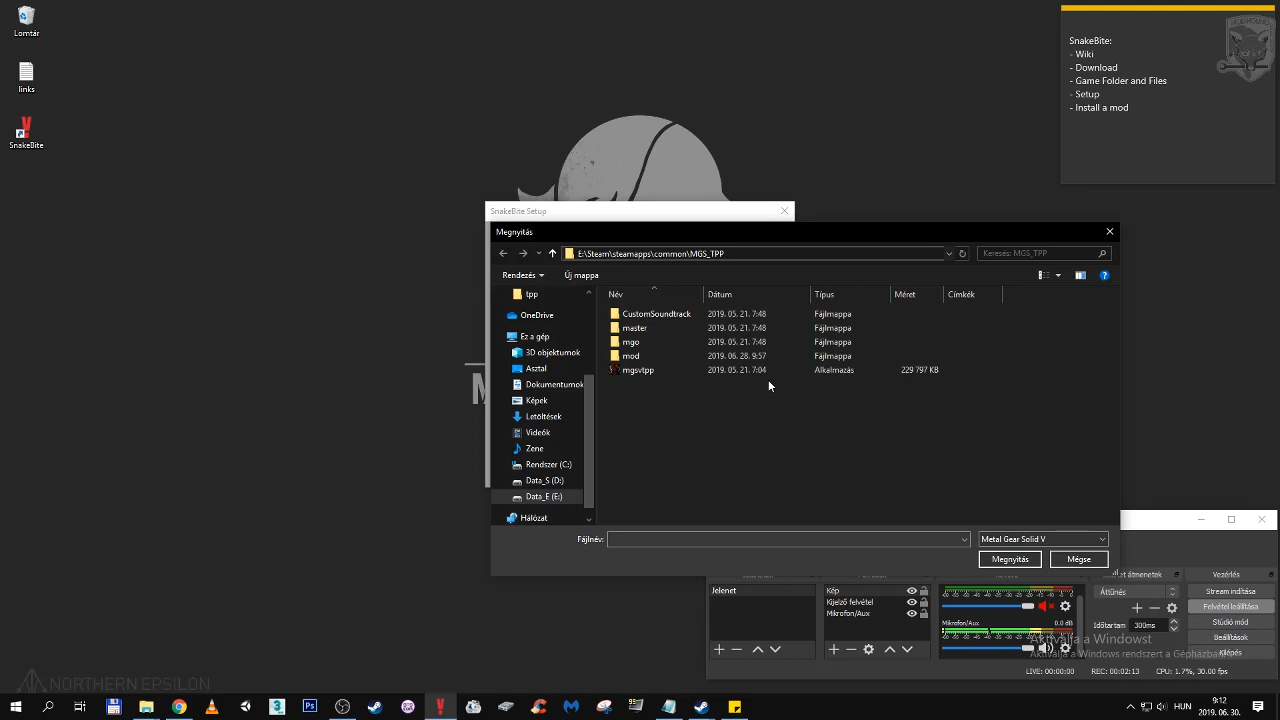 Lomtár
links
SnakeBite
SnakeBite:
- Wiki
- Download
- Game Folder and Files
- Setup
- Install a mod
SnakeBite Setup
Megnyitás
E:\Steam\steamapps\common\MGS_TPP
Keresés: MGS_TPP
Rendezés
Új mappa
tpp
OneDrive
Ez a gép
3D objektumok
Asztal
Dokumentumok
Képek
Letöltések
Videók
Zene
Rendszer (C:)
Data_S (D:)
Data_E (E:)
Hálózat
Név Dátum Típus Méret Címkék
CustomSoundtrack 2019. 05. 21. 7:48 Fájlmappa
master 2019. 05. 21. 7:48 Fájlmappa
mgo 2019. 05. 21. 7:48 Fájlmappa
mod 2019. 06. 28. 9:57 Fájlmappa
mgsvtpp 2019. 05. 21. 7:04 Alkalmazás 229 797 KB
Fájlnév:
Metal Gear Solid V
Megnyitás
Mégse
Jelenet
Kép
Kijelző felvétel
Mikrofon/Aux
Mikrofon/Aux 0.0 dB
átmenetek
Áttűnés
Időtartam 300ms
Vezérlés
Stream indítása
Felvétel leállítása
Stúdió mód
Beállítások
Kilépés
Aktiválja a Windowst
LIVE: 00:00:00 REC: 00:02:13 CPU: 1.7%, 30.00 fps
NORTHERN EPSILON
HUN
9:12
2019. 06. 30.